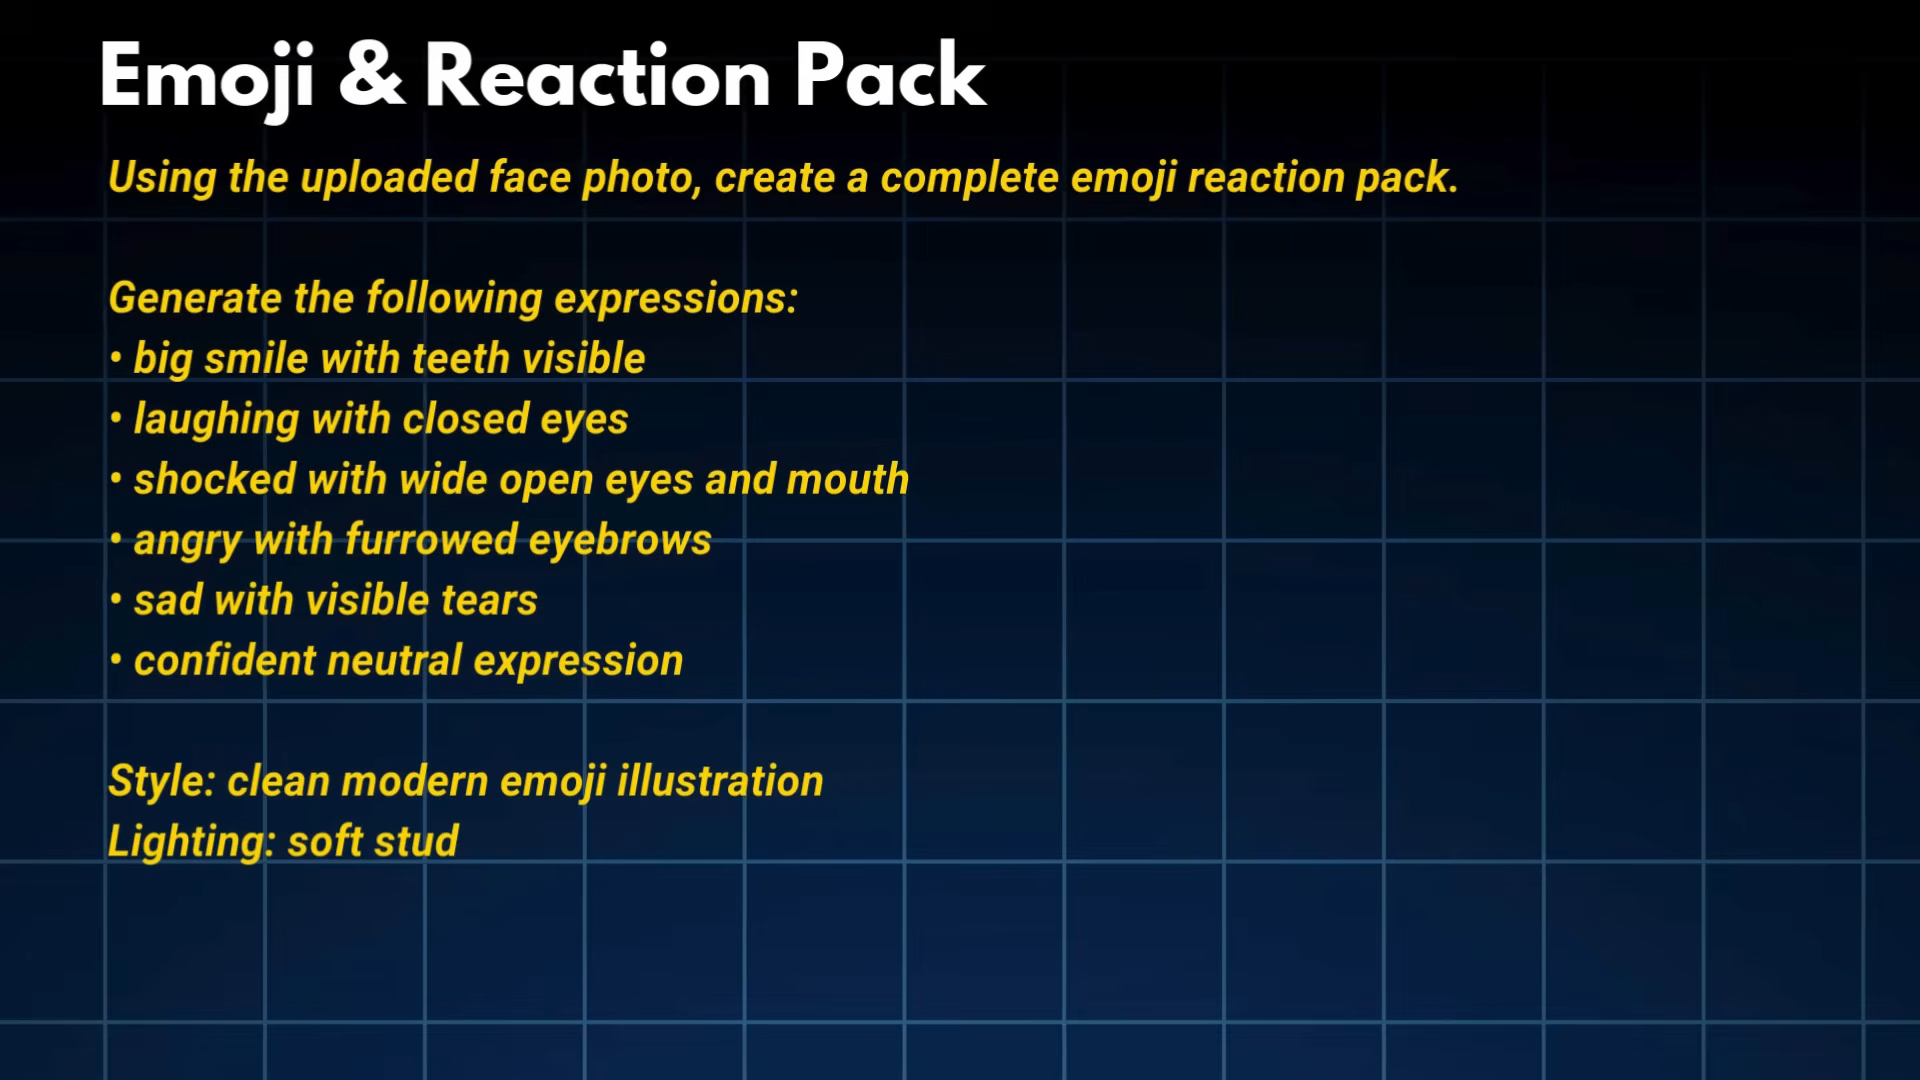 Emoji & Reaction Pack
Using the uploaded face photo, create a complete emoji reaction pack.
Generate the following expressions:
• big smile with teeth visible
• laughing with closed eyes
• shocked with wide open eyes and mouth
• angry with furrowed eyebrows
• sad with visible tears
• confident neutral expression
Style: clean modern emoji illustration
Lighting: soft stud